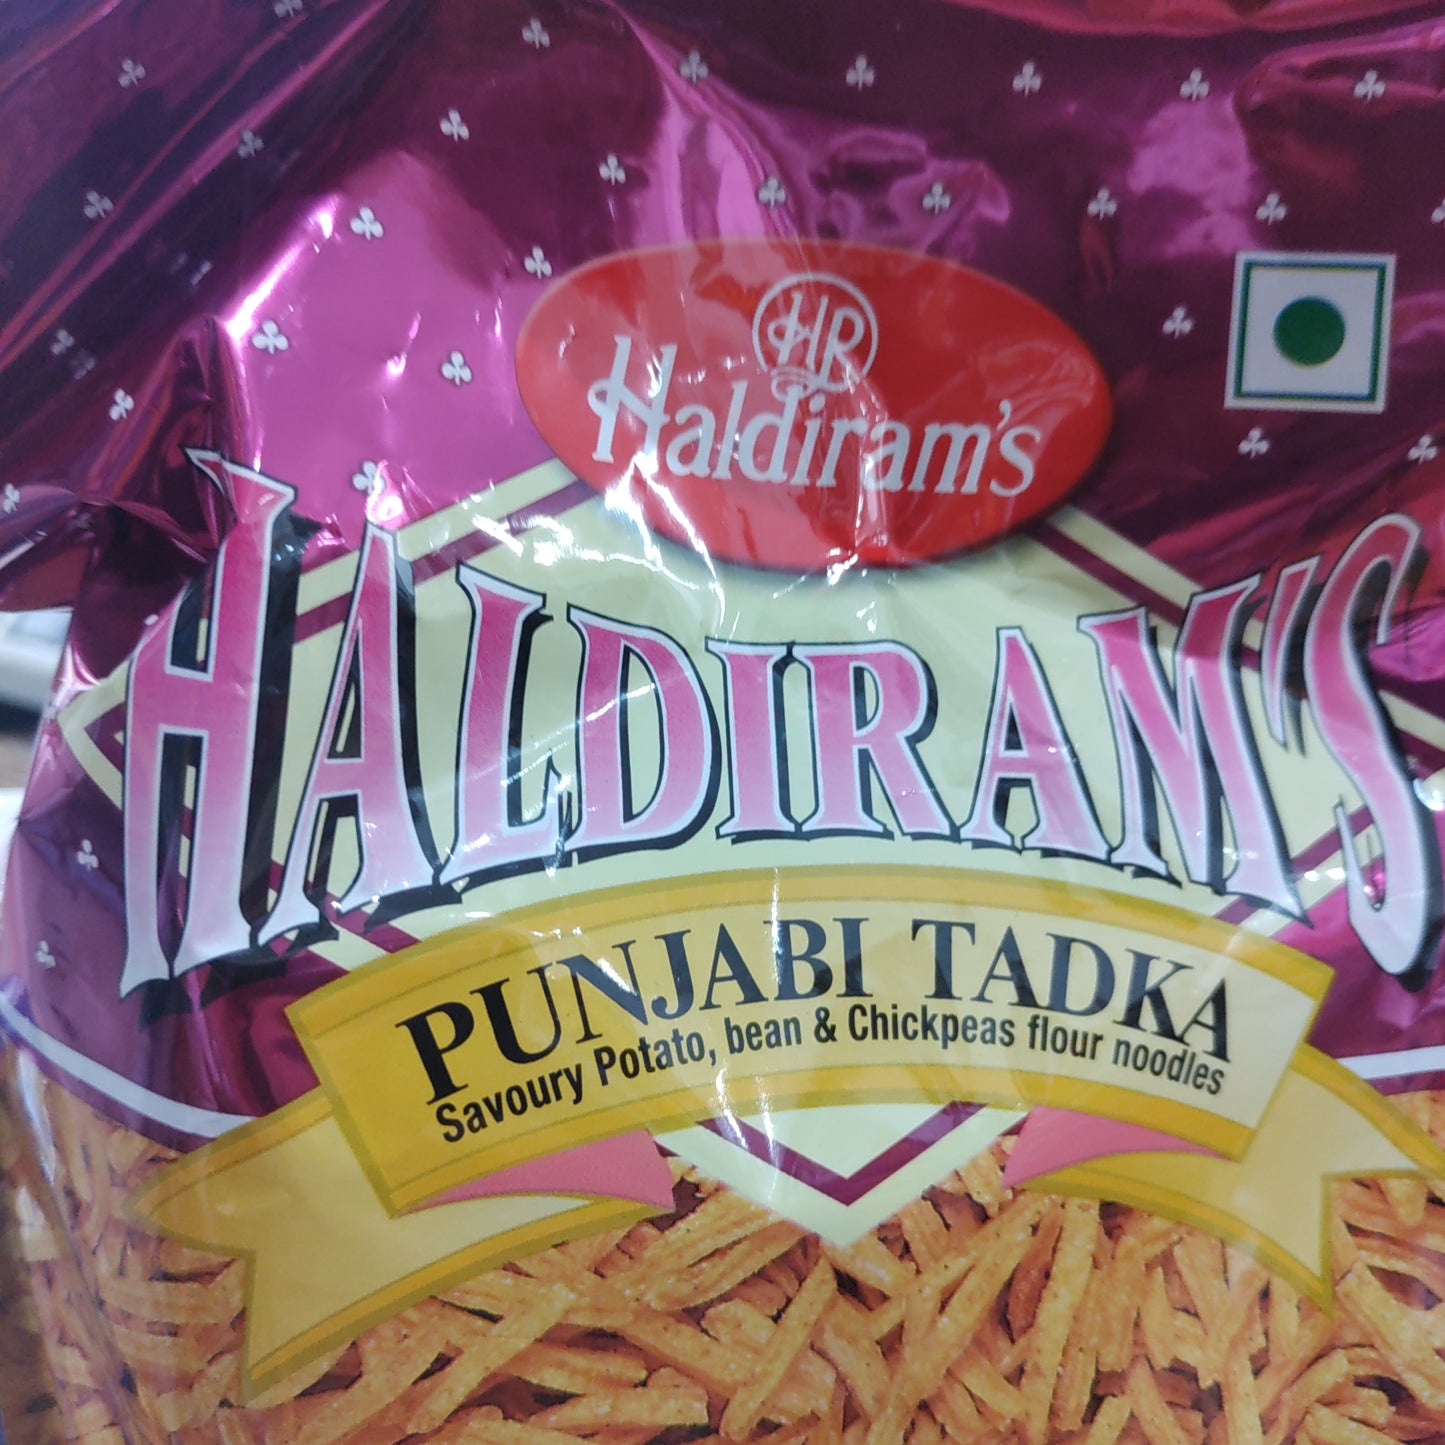 HR
Haldiram's
HALDIRAM'S
PUNJABI TADKA
Savoury Potato, bean & Chickpeas flour noodles